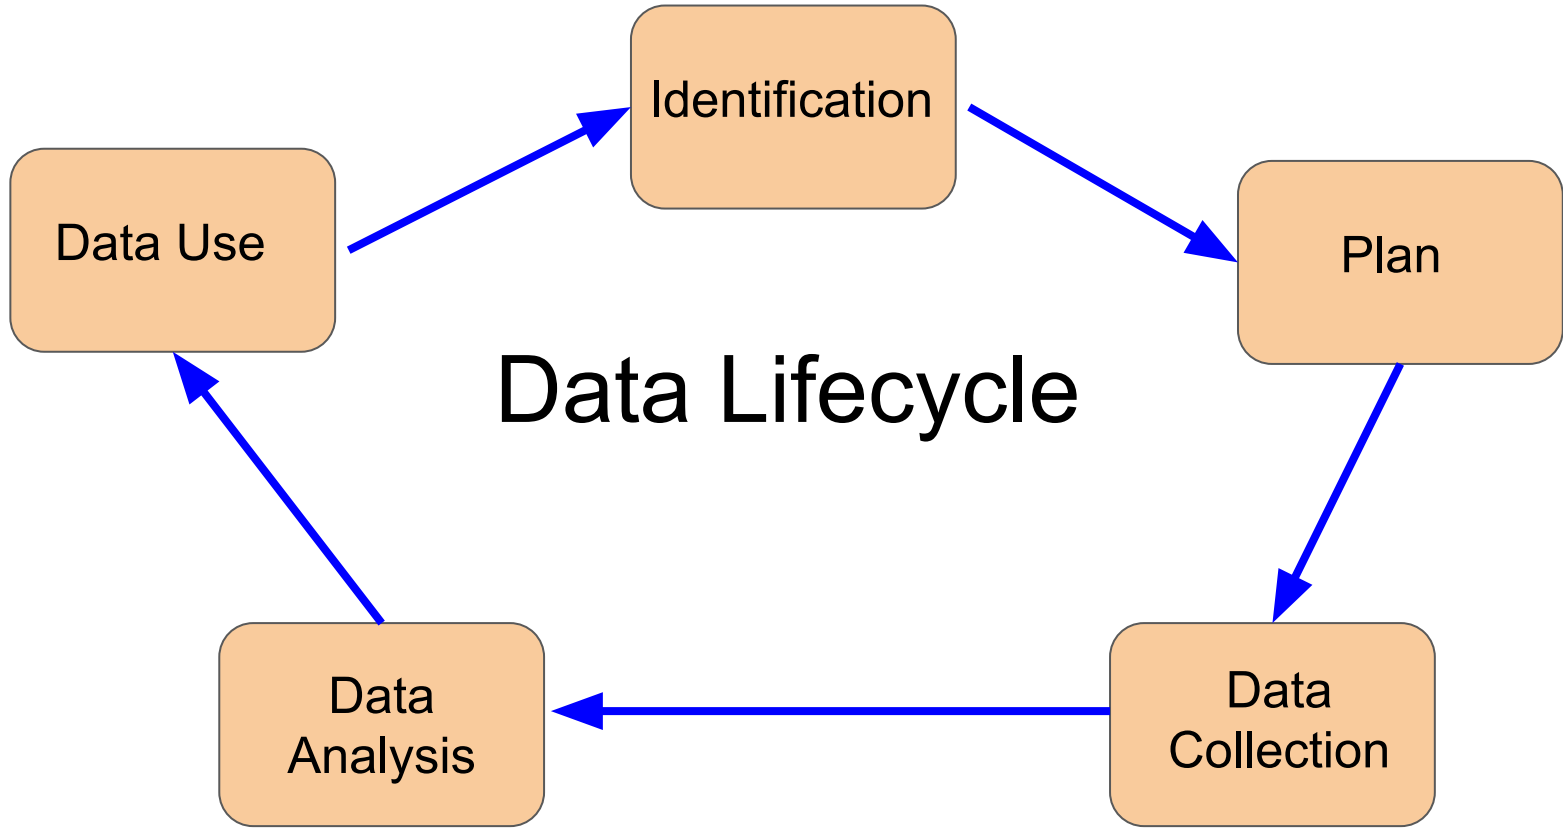 Identification
Plan
Data
Collection
Data
Analysis
Data Use
Data Lifecycle